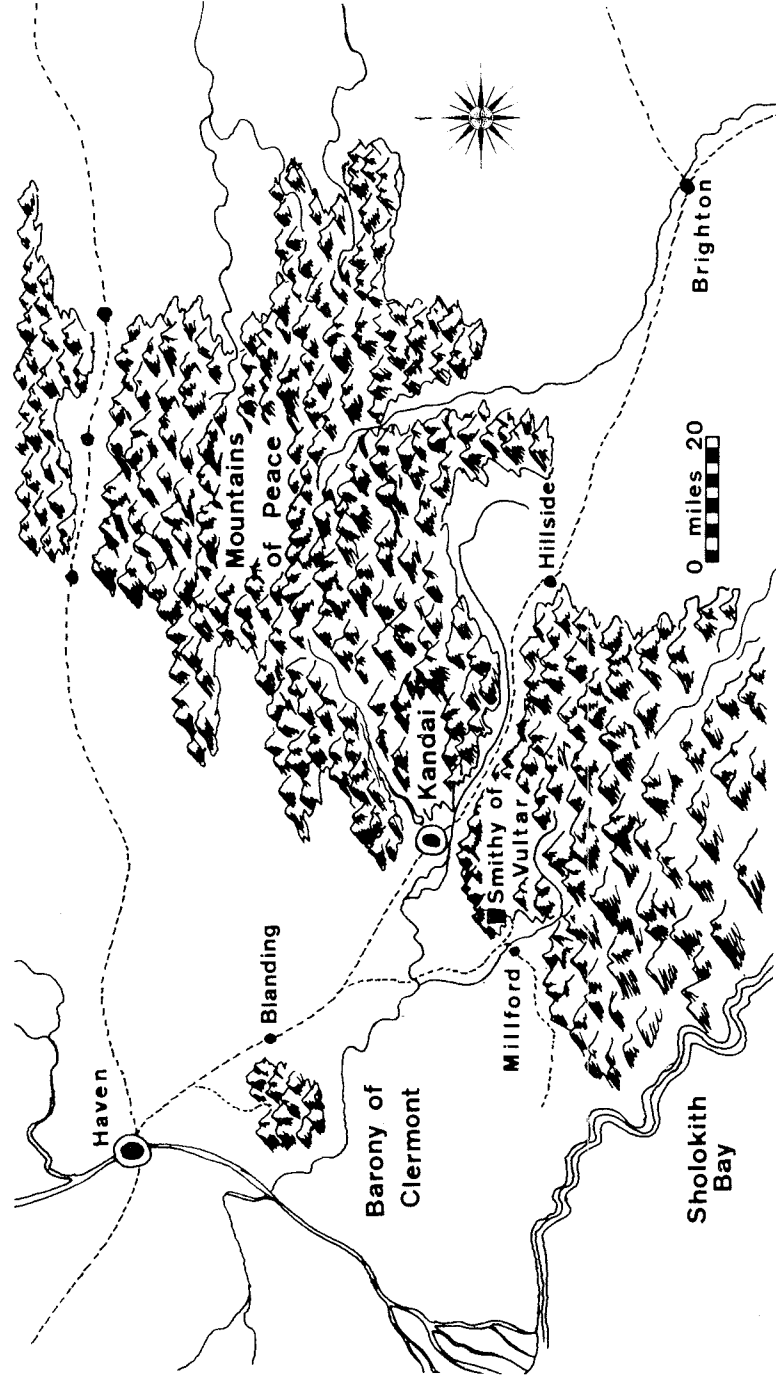 Haven
Blanding
Barony of
Clermont
Millford
Sholokith
Bay
Kandai
Smithy of
Vultar
Mountains
of Peace
Hillside
0 miles 20
Brighton